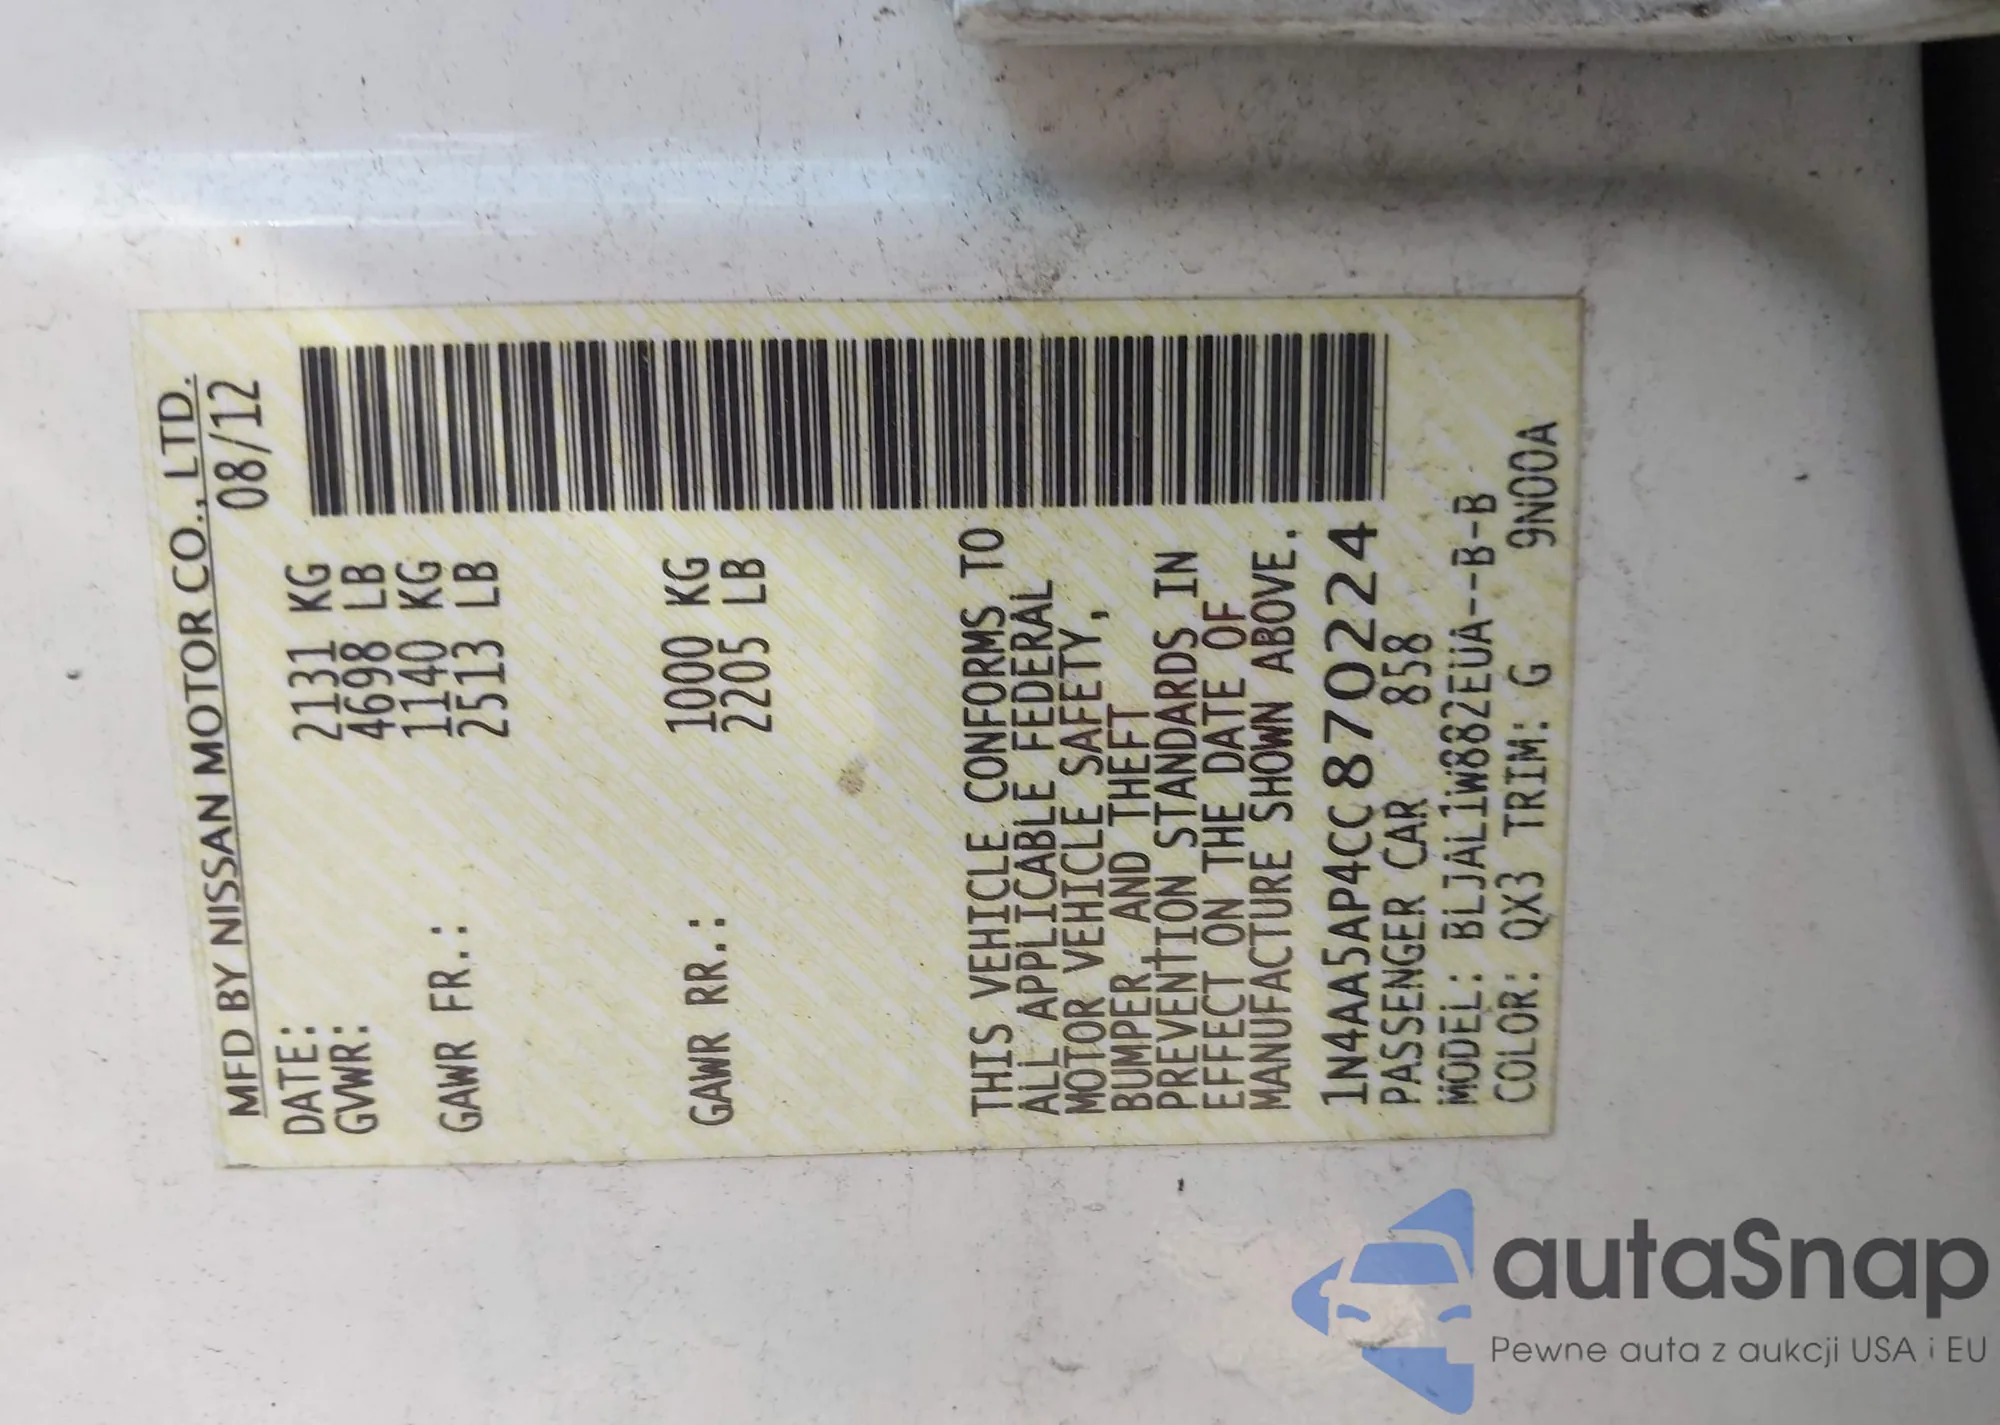 MFD BY NISSAN MOTOR CO., LTD.
DATE: 08/12
GVWR: 2131 KG
4698 LB
GAWR FR.: 1140 KG
2513 LB
GAWR RR.: 1000 KG
2205 LB
THIS VEHICLE CONFORMS TO
ALL APPLICABLE FEDERAL
MOTOR VEHICLE SAFETY,
BUMPER AND THEFT
PREVENTION STANDARDS IN
EFFECT ON THE DATE OF
MANUFACTURE SHOWN ABOVE.
1N4AA5AP4CC870224
PASSENGER CAR 858
MODEL: BLJAL1W882EUA--B-B
COLOR: QX3 TRIM: G 9N00A
autaSnap
Pewne auta z aukcji USA i EU